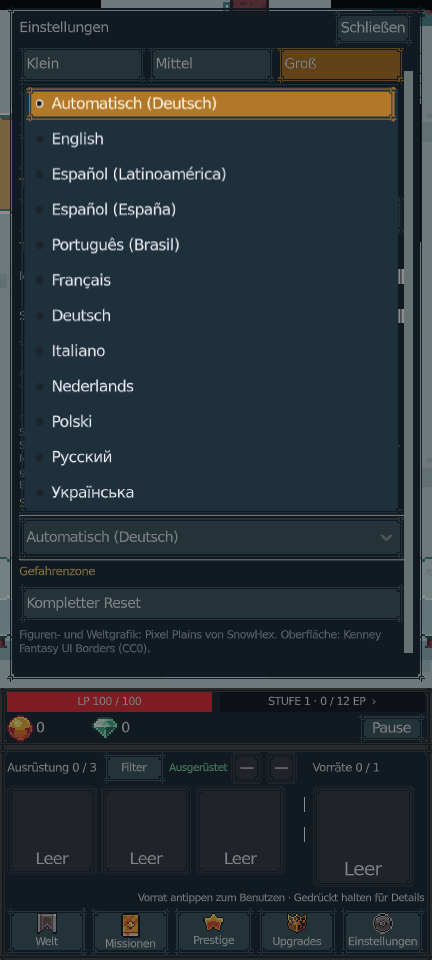 Einstellungen
Schließen
Klein
Mittel
Groß
Automatisch (Deutsch)
English
Español (Latinoamérica)
Español (España)
Português (Brasil)
Français
Deutsch
Italiano
Nederlands
Polski
Русский
Українська
Automatisch (Deutsch)
Gefahrenzone
Kompletter Reset
Figuren- und Weltgrafik: Pixel Plains von SnowHex. Oberfläche: Kenney
Fantasy UI Borders (CC0).
LP 100 / 100
STUFE 1 · 0 / 12 EP ›
0
0
Pause
Ausrüstung 0 / 3
Filter
Ausgerüstet
—
—
Vorräte 0 / 1
Leer
Leer
Leer
Leer
Vorrat antippen zum Benutzen · Gedrückt halten für Details
Welt
Missionen
Prestige
Upgrades
Einstellungen